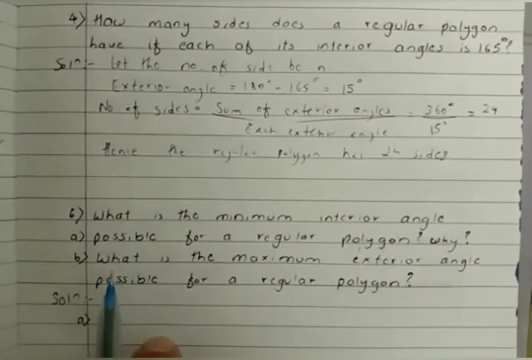 4) How many sides does a regular polygon
have if each of its interior angles is 165°?
Soln:- Let the no of side be n
Exterior angle = 180° - 165° = 15°
No of sides = Sum of exterior angles / Each exterior angle = 360° / 15° = 24
Hence the regular polygon has 24 sides
6) What is the minimum interior angle
a) possible for a regular polygon? why?
b) What is the maximum exterior angle
possible for a regular polygon?
Soln:-
a)